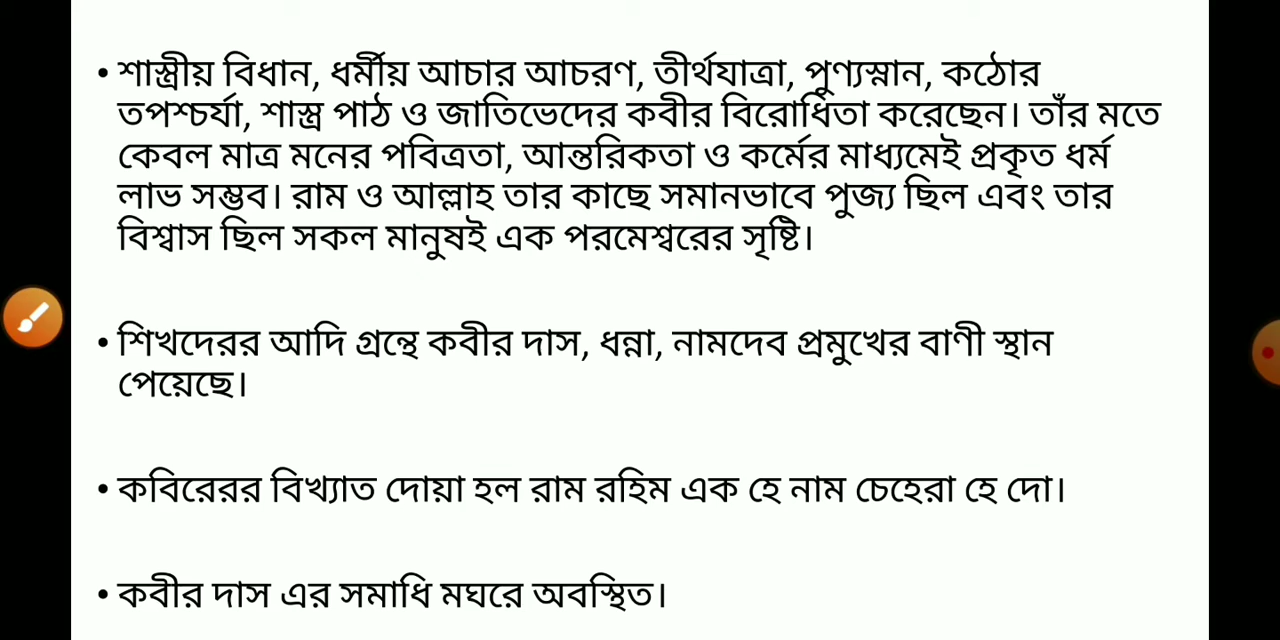 • শাস্ত্রীয় বিধান, ধর্মীয় আচার আচরণ, তীর্থযাত্রা, পুণ্যস্নান, কঠোর
তপশ্চর্যা, শাস্ত্র পাঠ ও জাতিভেদের কবীর বিরোধিতা করেছেন। তাঁর মতে
কেবল মাত্র মনের পবিত্রতা, আন্তরিকতা ও কর্মের মাধ্যমেই প্রকৃত ধর্ম
লাভ সম্ভব। রাম ও আল্লাহ তার কাছে সমানভাবে পুজ্য ছিল এবং তার
বিশ্বাস ছিল সকল মানুষই এক পরমেশ্বরের সৃষ্টি।
• শিখদেরর আদি গ্রন্থে কবীর দাস, ধন্না, নামদেব প্রমুখের বাণী স্থান
পেয়েছে।
• কবিরেরর বিখ্যাত দোয়া হল রাম রহিম এক হে নাম চেহেরা হে দো।
• কবীর দাস এর সমাধি মঘরে অবস্থিত।